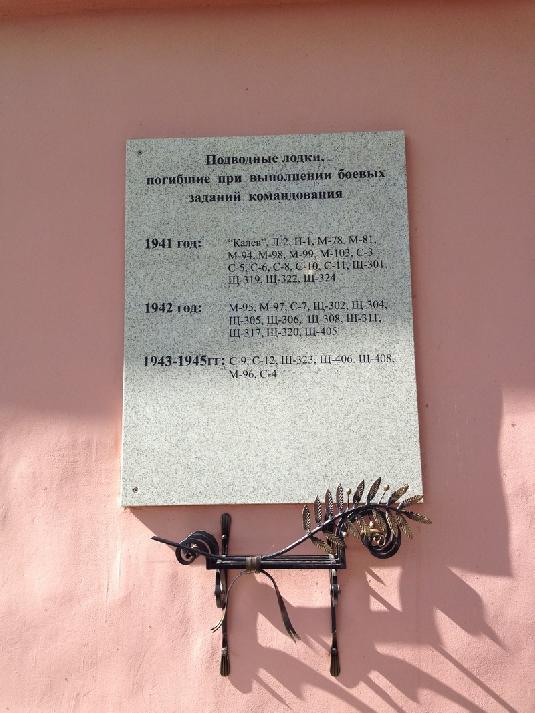 Подводные лодки,
погибшие при выполнении боевых
заданий командования
1941 год: "Калев", Л-2, П-1, М-78, М-81,
М-94, М-98, М-99, М-103, С-3
С-5, С-6, С-8, С-10, С-11, Щ-301,
Щ-319, Щ-322, Щ-324
1942 год: М-95, М-97, С-7, Щ-302, Щ-304,
Щ-305, Щ-306, Щ-308, Щ-311,
Щ-317, Щ-320, Щ-405
1943-1945гг: С-9, С-12, Щ-323, Щ-406, Щ-408,
М-96, С-4